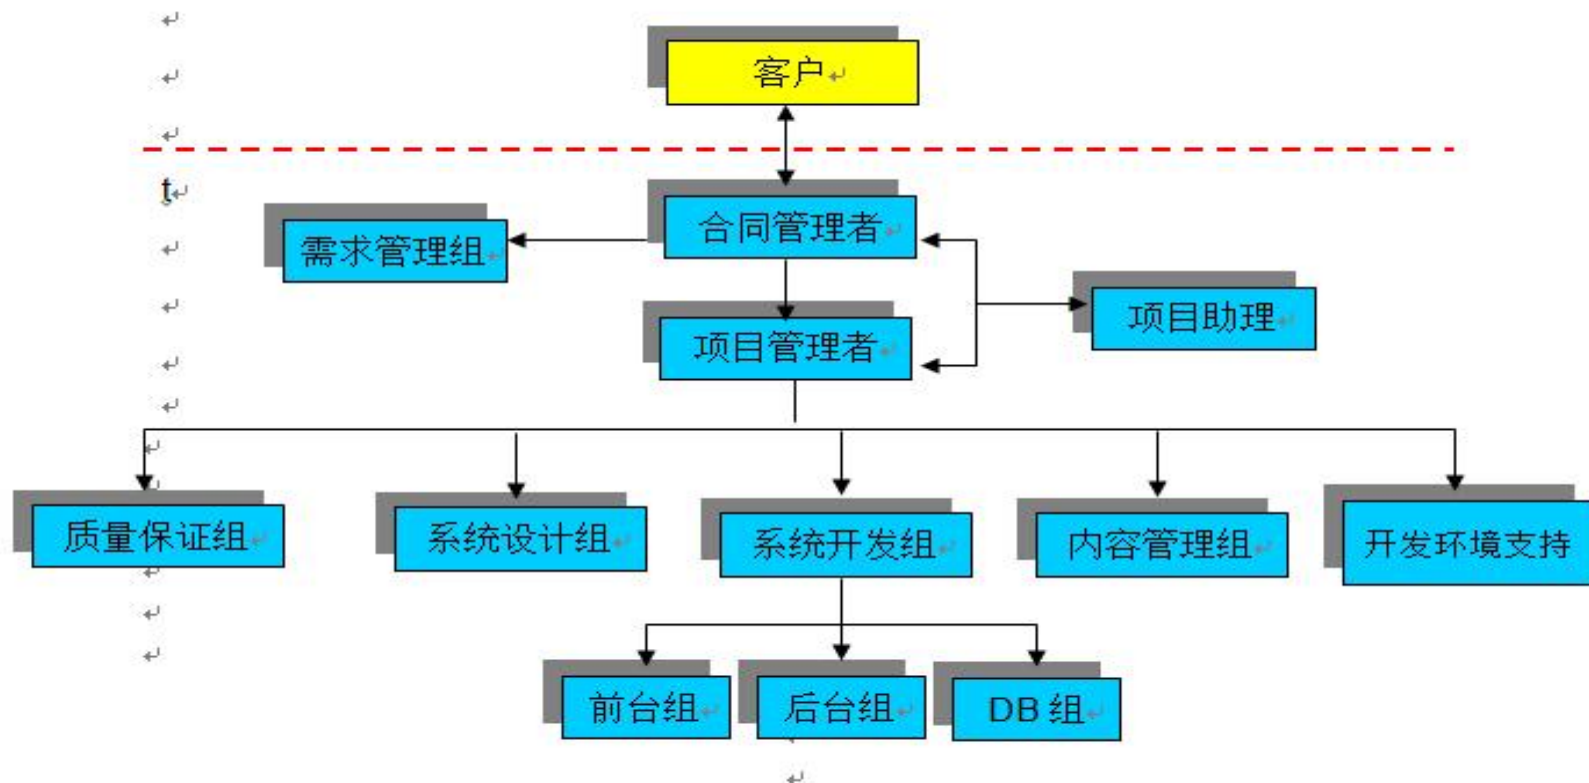 客户
t
合同管理者
需求管理组
项目助理
项目管理者
质量保证组
系统设计组
系统开发组
内容管理组
开发环境支持
前台组
后台组
DB 组